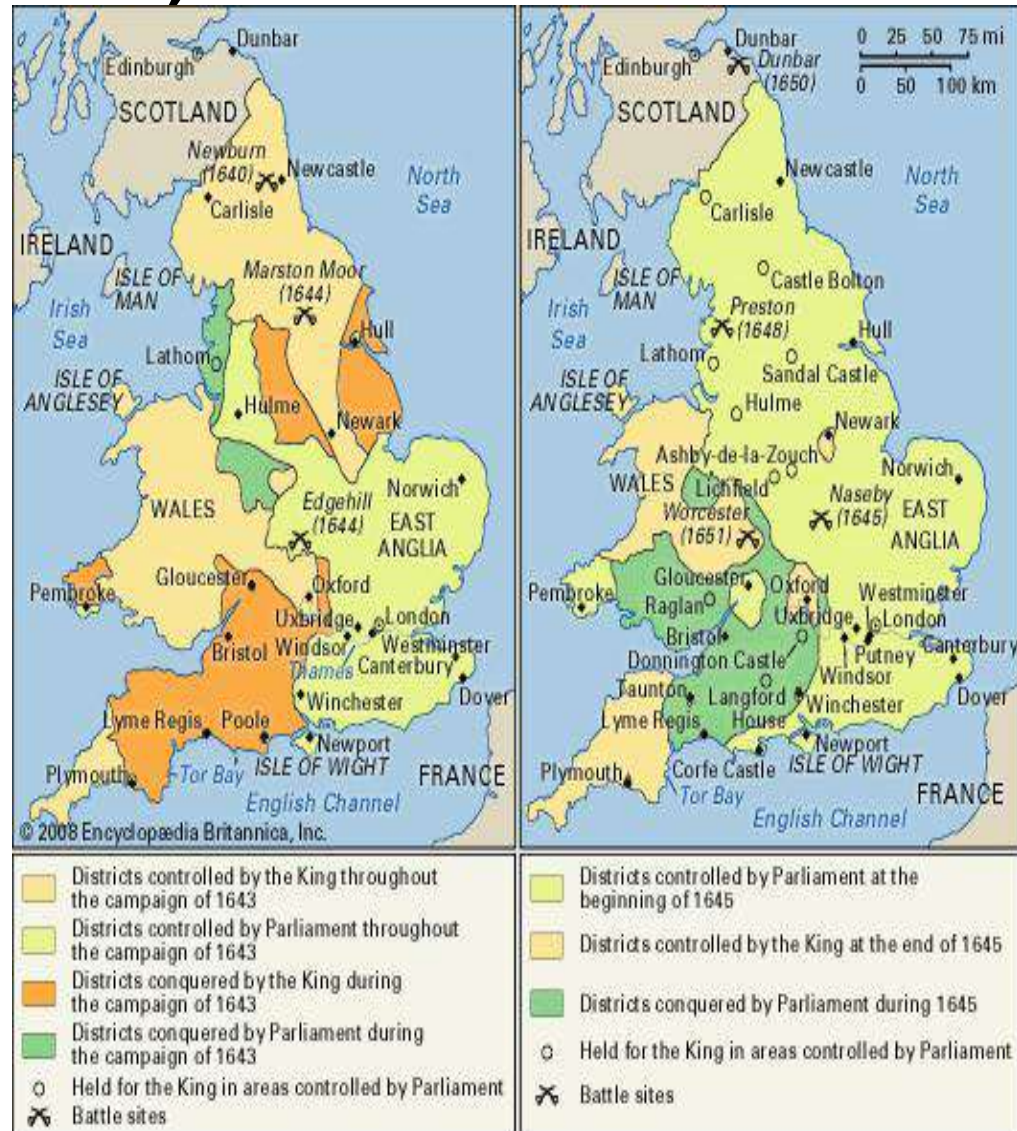 Dunbar
Edinburgh
SCOTLAND
Newburn
(1640)
Newcastle
North
Sea
Carlisle
IRELAND
ISLE OF
MAN
Marston Moor
(1644)
Irish
Sea
Hull
Lathom
ISLE OF
ANGLESEY
Hulme
Newark
WALES
Edgehill
(1644)
Norwich
EAST
ANGLIA
Pembroke
Gloucester
Oxford
Uxbridge
London
Bristol
Windsor
Westminster
Thames
Canterbury
Winchester
Dover
Lyme Regis
Poole
Newport
Plymouth
Tor Bay
ISLE OF WIGHT
FRANCE
English Channel
© 2008 Encyclopædia Britannica, Inc.
Districts controlled by the King throughout
the campaign of 1643
Districts controlled by Parliament throughout
the campaign of 1643
Districts conquered by the King during
the campaign of 1643
Districts conquered by Parliament during
the campaign of 1643
Held for the King in areas controlled by Parliament
Battle sites
0 25 50 75 mi
0 50 100 km
Dunbar
Edinburgh
Dunbar
(1650)
SCOTLAND
Newcastle
North
Sea
Carlisle
IRELAND
ISLE OF
MAN
Castle Bolton
Irish
Sea
Preston
(1648)
Hull
Lathom
Sandal Castle
ISLE OF
ANGLESEY
Hulme
Newark
Ashby-de-la-Zouch
WALES
Lichfield
Norwich
Naseby
(1645)
Worcester
(1651)
EAST
ANGLIA
Pembroke
Gloucester
Oxford
Westminster
Raglan
Uxbridge
London
Bristol
Putney
Canterbury
Donnington Castle
Windsor
Taunton
Langford
House
Winchester
Dover
Lyme Regis
Newport
Plymouth
Corfe Castle
ISLE OF WIGHT
Tor Bay
FRANCE
English Channel
Districts controlled by Parliament at the
beginning of 1645
Districts controlled by the King at the end of 1645
Districts conquered by Parliament during 1645
Held for the King in areas controlled by Parliament
Battle sites